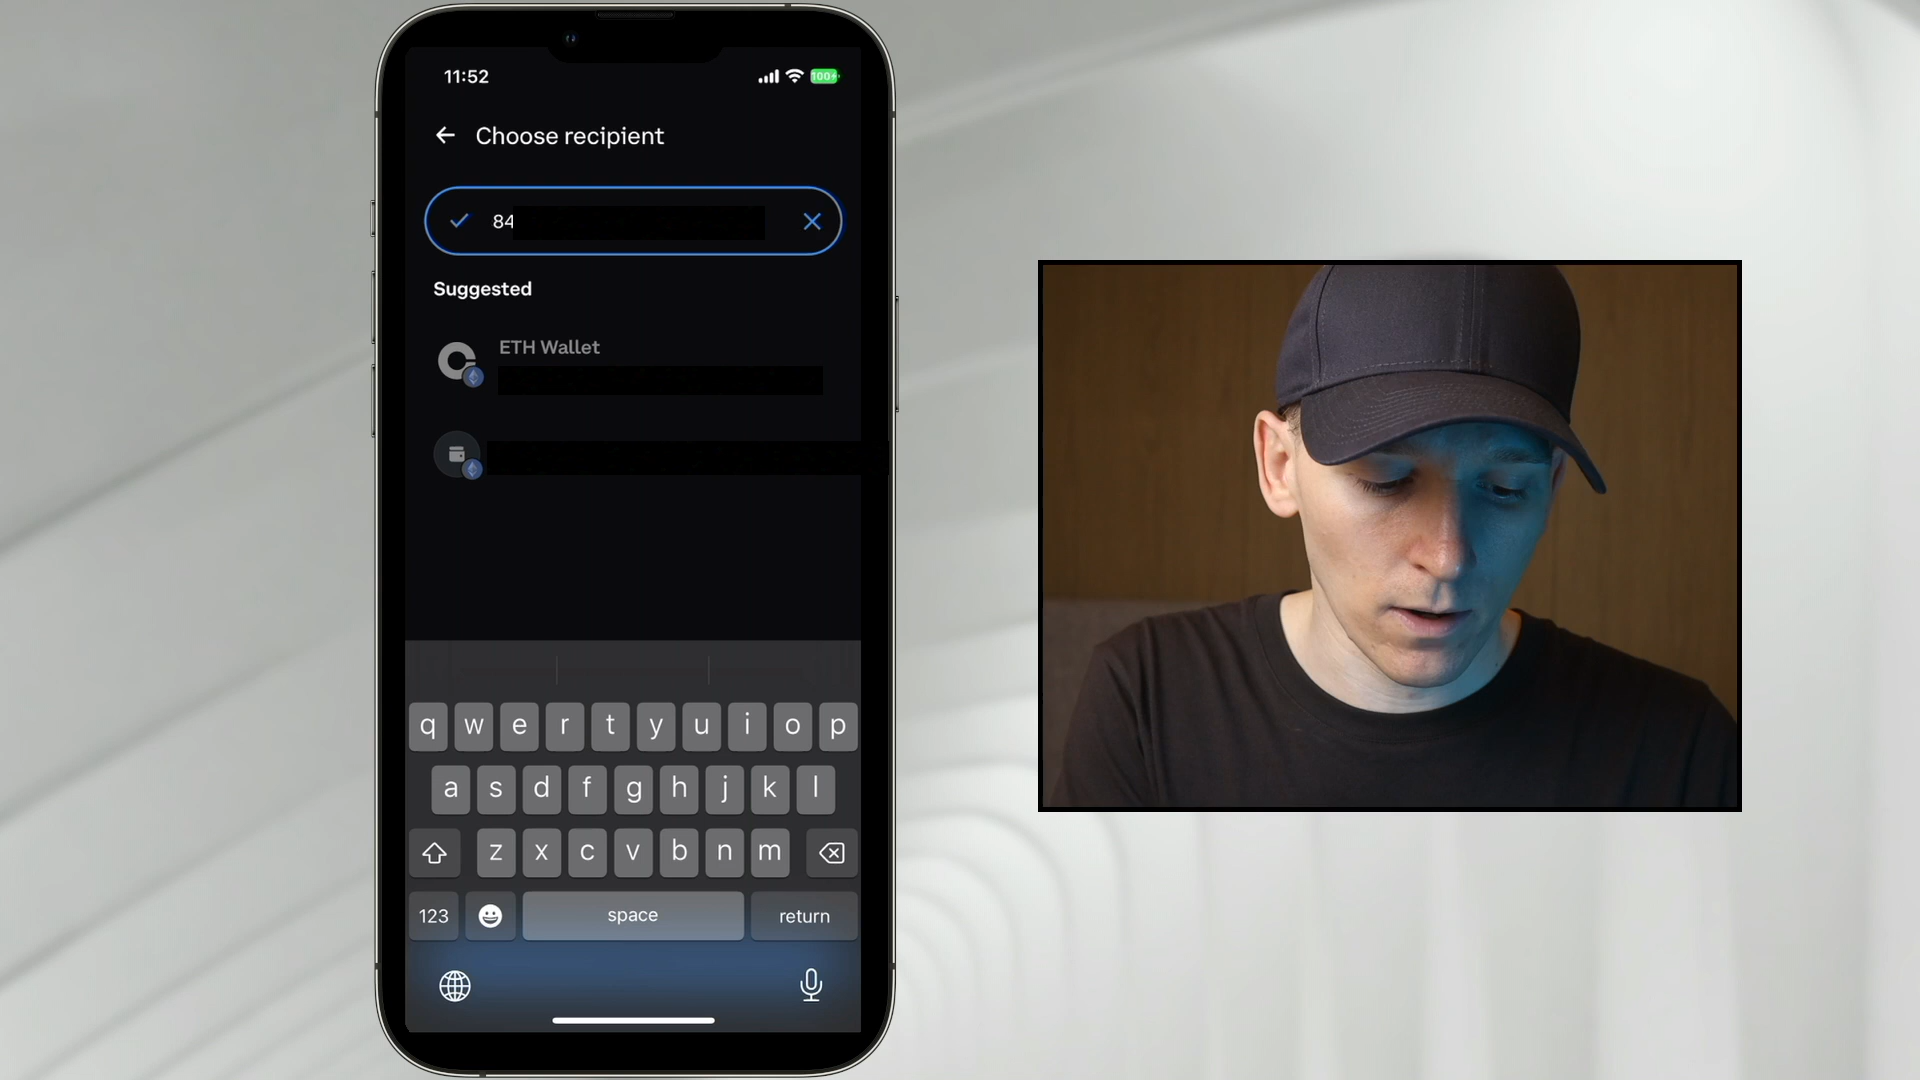 11:52
100
Choose recipient
84
Suggested
ETH Wallet
q w e r t y u i o p
a s d f g h j k l
z x c v b n m
123 space return